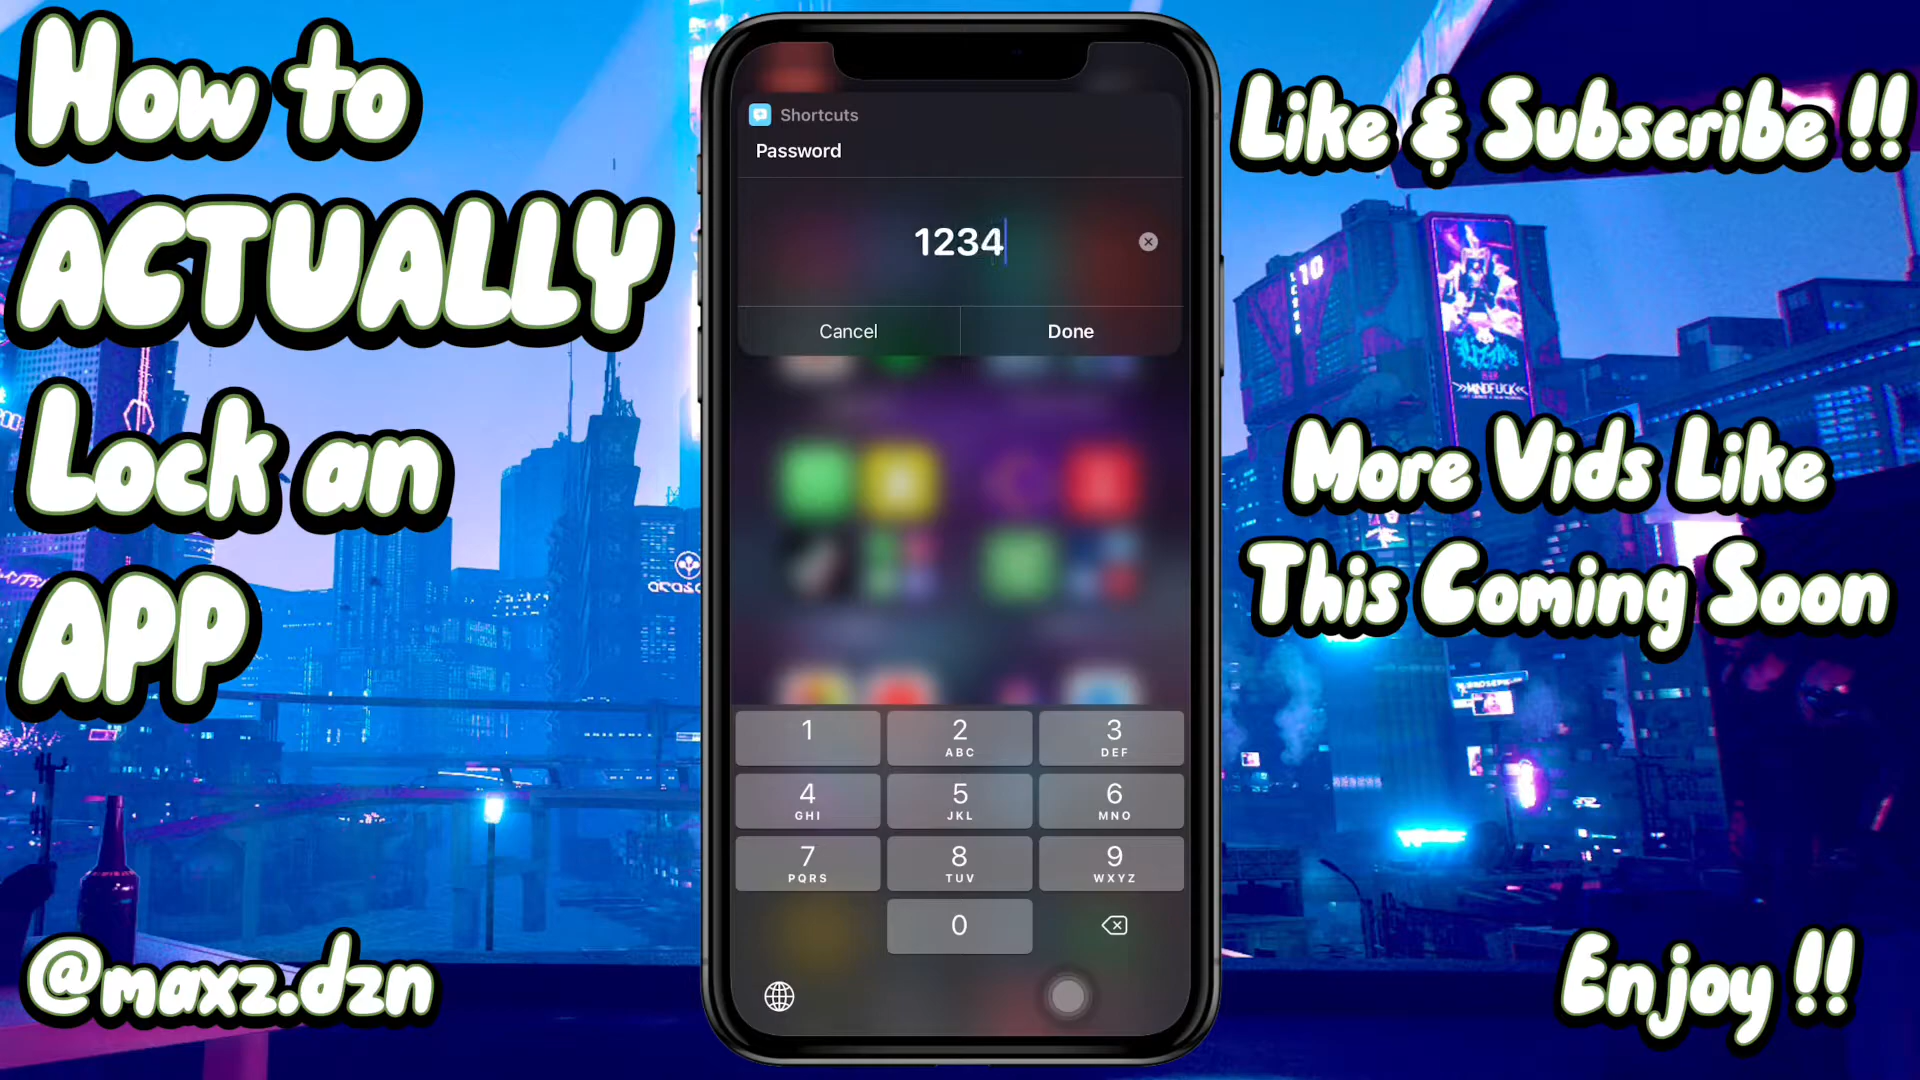 How to
ACTUALLY
Lock an
APP
@maxz.dzn
Shortcuts
Password
1234
Cancel
Done
1
2
ABC
3
DEF
4
GHI
5
JKL
6
MNO
7
PQRS
8
TUV
9
WXYZ
0
Like & Subscribe !!
10
»MINDFUCK«
More Vids Like
This Coming Soon
Enjoy !!